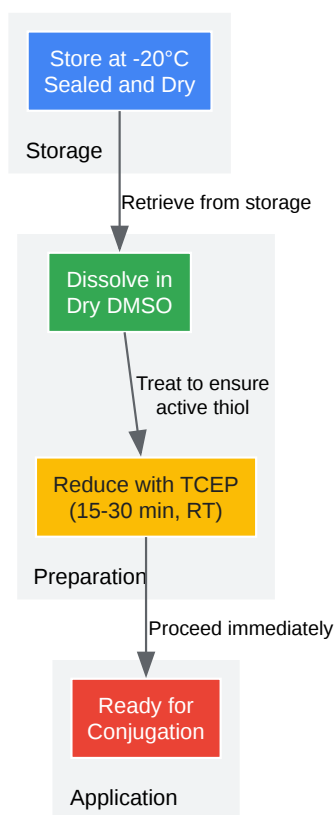 Store at -20°C
Sealed and Dry
Storage
Retrieve from storage
Dissolve in
Dry DMSO
Treat to ensure
active thiol
Reduce with TCEP
(15-30 min, RT)
Preparation
Proceed immediately
Ready for
Conjugation
Application